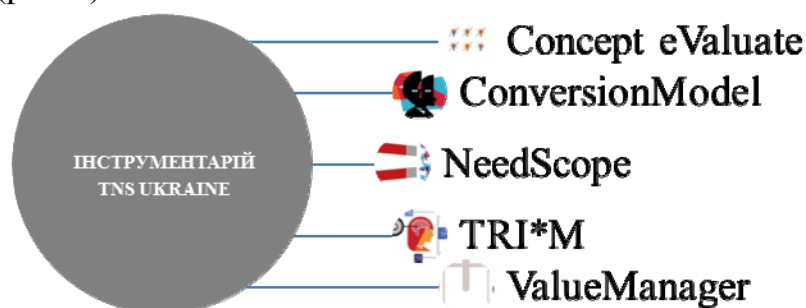 Concept eValuate
ConversionModel
ІНСТРУМЕНТАРІЙ
TNS UKRAINE
NeedScope
TRI*M
ValueManager